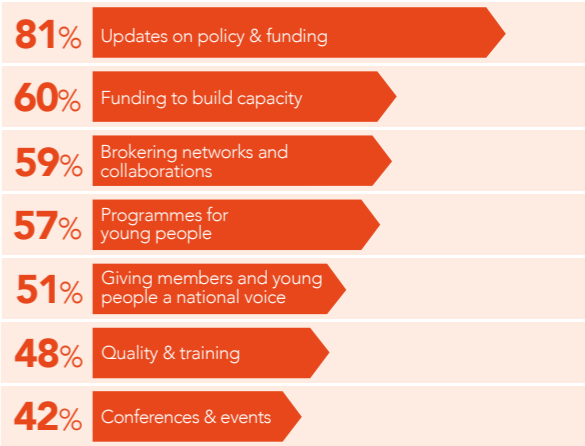 81% Updates on policy & funding
60% Funding to build capacity
59% Brokering networks and
collaborations
57% Programmes for
young people
51% Giving members and young
people a national voice
48% Quality & training
42% Conferences & events